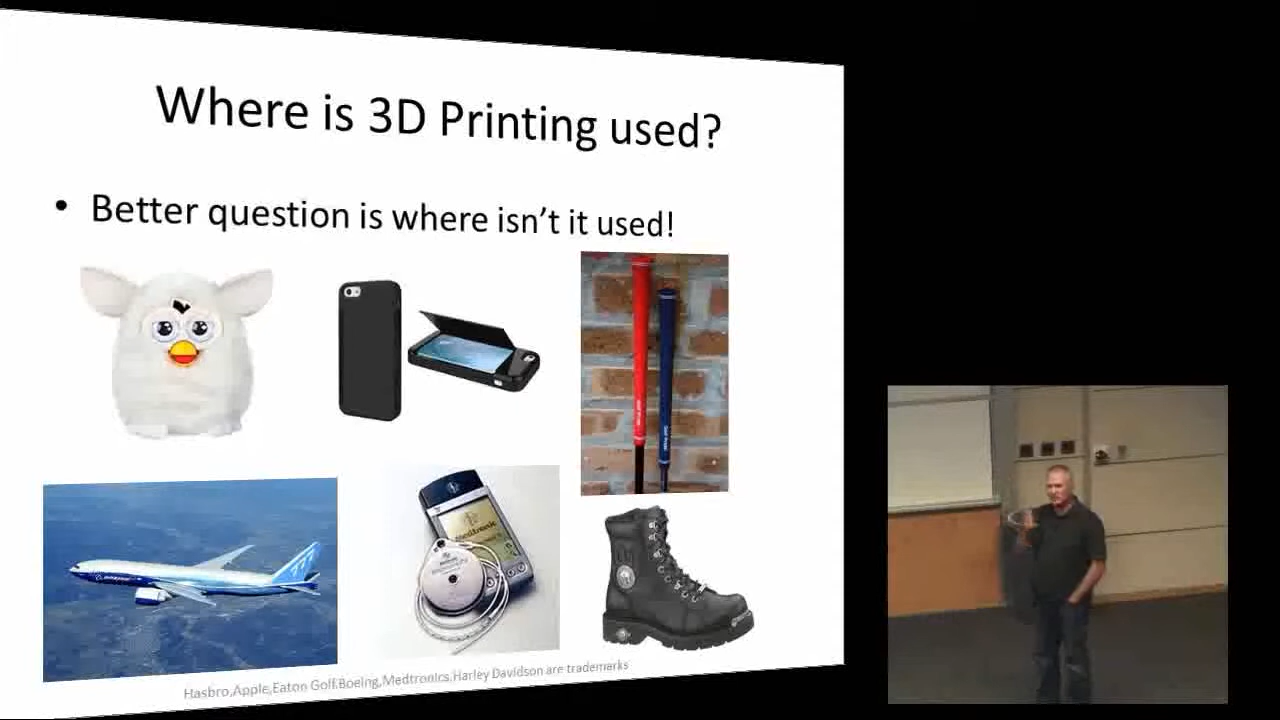 Where is 3D Printing used?
• Better question is where isn't it used!
777
Hasbro,Apple,Eaton Golf,Boeing,Medtronics,Harley Davidson are trademarks